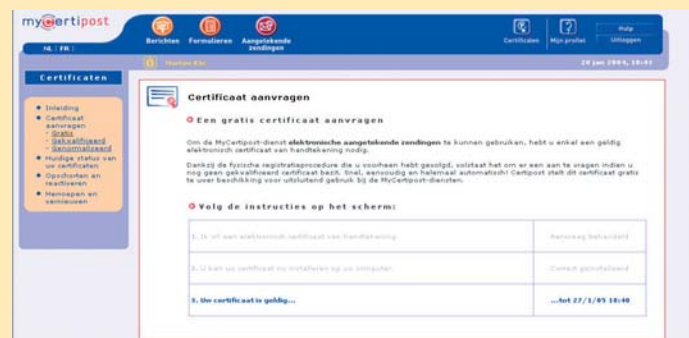 mycertipost
NL | FR |
Berichten Formulieren Aangetekende zendingen
Certificaten Mijn profiel Help
Uitloggen
20 jan 2004, 18:41
Certificaten
Inleiding
Certificaat aanvragen
- Gratis
- Gekwalificeerd
- Genormaliseerd
Huidige status van uw certificaten
Opschorten en reactiveren
Herroepen en vernieuwen
Certificaat aanvragen
Een gratis certificaat aanvragen
Om de MyCertipost-dienst elektronische aangetekende zendingen te kunnen gebruiken, hebt u enkel een geldig
elektronisch certificaat van handtekening nodig.
Dankzij de fysische registratieprocedure die u voorheen hebt gevolgd, volstaat het om er een aan te vragen indien u
nog geen gekwalificeerd certificaat bezit. Snel, eenvoudig en helemaal automatisch! Certipost stelt dit certificaat gratis
te uwer beschikking voor uitsluitend gebruik bij de MyCertipost-diensten.
Volg de instructies op het scherm:
1. Ik wil een elektronisch certificaat van handtekening. Aanvraag behandeld
2. U kan uw certificaat nu installeren op uw computer. Correct geïnstalleerd
3. Uw certificaat is geldig... ...tot 27/1/05 18:40